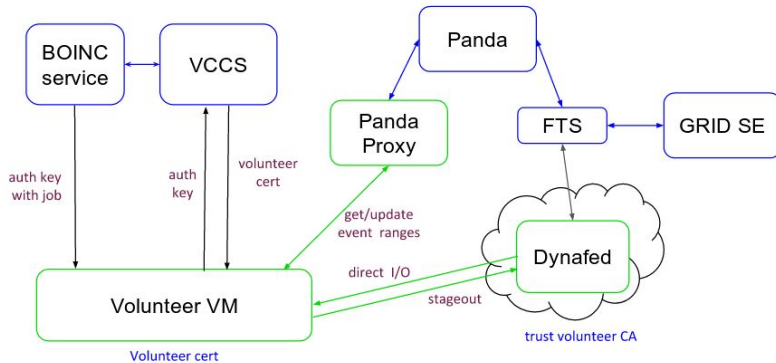 BOINC
service
VCCS
Panda
Panda
Proxy
FTS
GRID SE
auth key
with job
auth
key
volunteer
cert
get/update
event ranges
direct I/O
stageout
Dynafed
Volunteer VM
Volunteer cert
trust volunteer CA